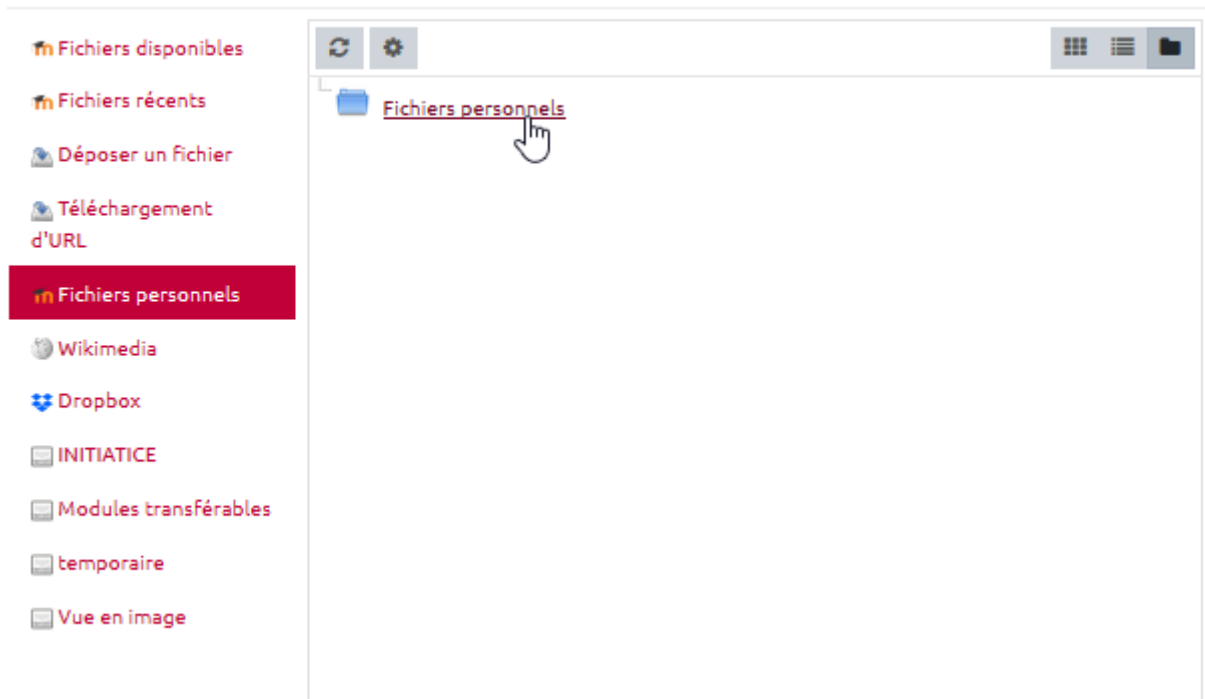 Fichiers disponibles
Fichiers récents
Déposer un fichier
Téléchargement
d'URL
Fichiers personnels
Wikimedia
Dropbox
INITIATICE
Modules transférables
temporaire
Vue en image
Fichiers personnels